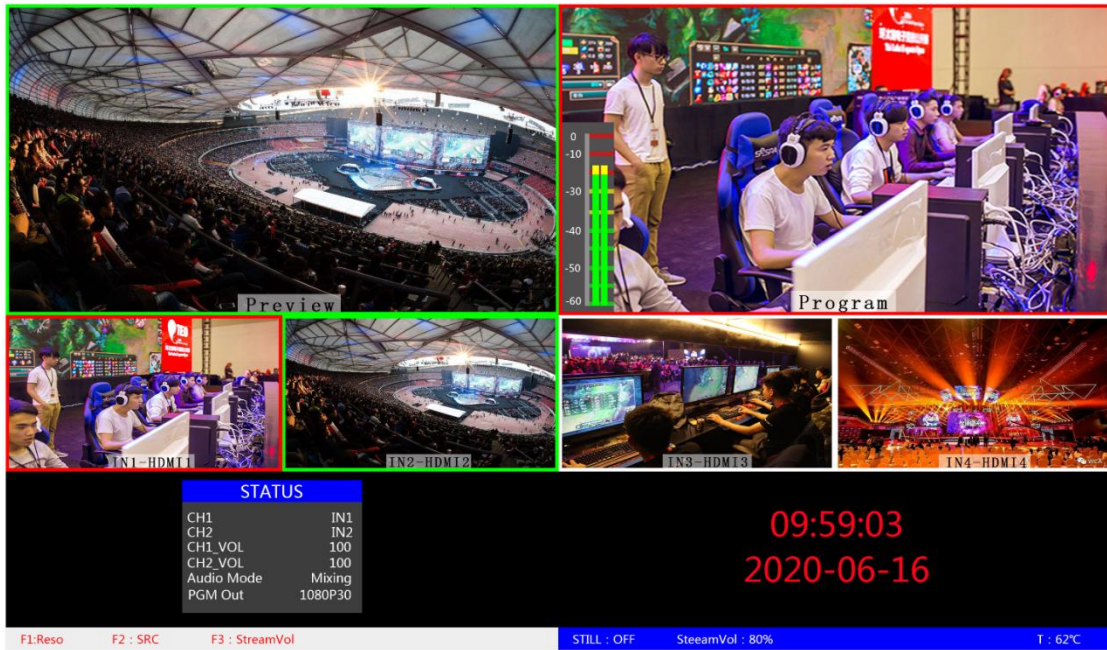 0
-10
-30
-40
-50
-60
Preview
Program
IN1-HDMI1
IN2-HDMI2
IN3-HDMI3
IN4-HDMI4
STATUS
CH1 IN1
CH2 IN2
CH1_VOL 100
CH2_VOL 100
Audio Mode Mixing
PGM Out 1080P30
09:59:03
2020-06-16
F1:Reso F2 : SRC F3 : StreamVol
STILL : OFF SteeamVol : 80% T : 62℃